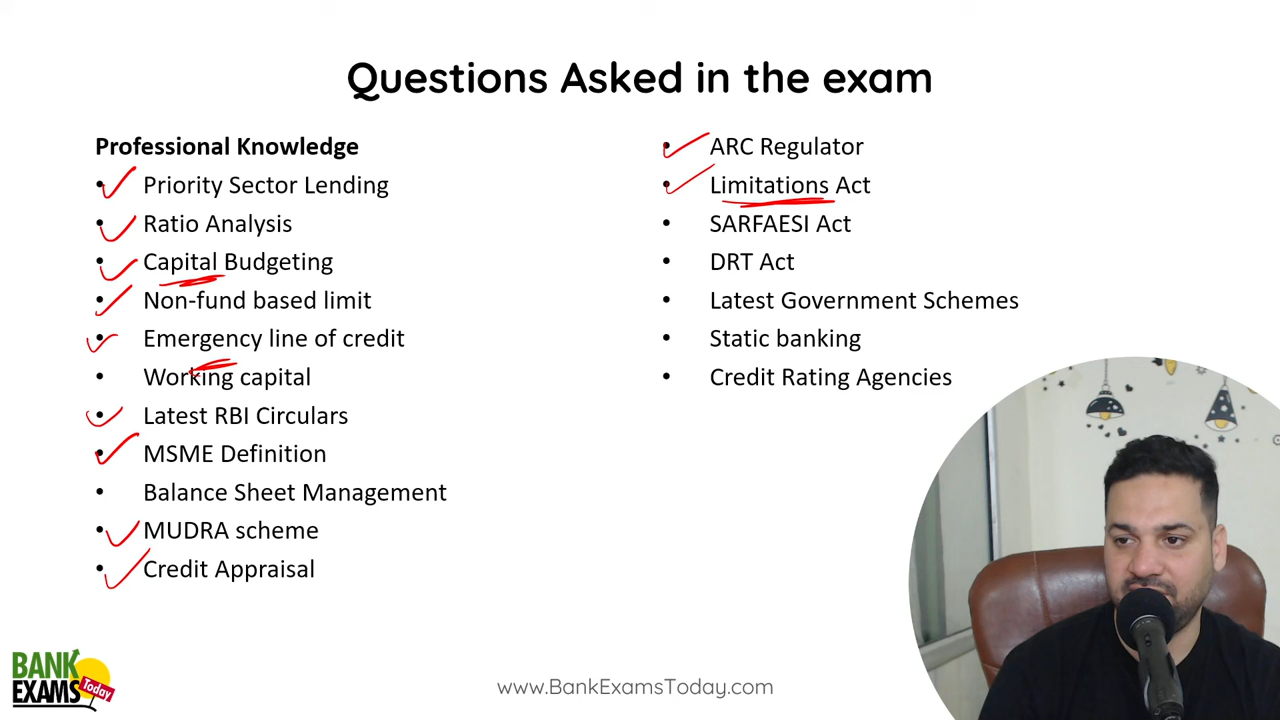 Questions Asked in the exam
Professional Knowledge
• Priority Sector Lending
• Ratio Analysis
• Capital Budgeting
• Non-fund based limit
• Emergency line of credit
• Working capital
• Latest RBI Circulars
• MSME Definition
• Balance Sheet Management
• MUDRA scheme
• Credit Appraisal
• ARC Regulator
• Limitations Act
• SARFAESI Act
• DRT Act
• Latest Government Schemes
• Static banking
• Credit Rating Agencies
BANK
EXAMS
Today
www.BankExamsToday.com